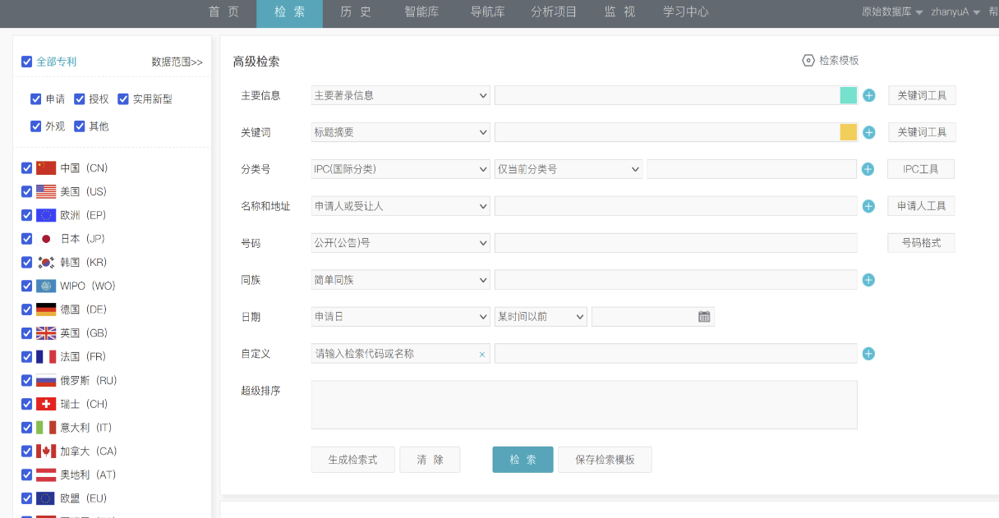 首 页 检 索 历 史 智能库 导航库 分析项目 监 视 学习中心 原始数据库 zhanyuA 帮
全部专利 数据范围>>
申请 授权 实用新型
外观 其他
中国 (CN)
美国 (US)
欧洲 (EP)
日本 (JP)
韩国 (KR)
WIPO (WO)
德国 (DE)
英国 (GB)
法国 (FR)
俄罗斯 (RU)
瑞士 (CH)
意大利 (IT)
加拿大 (CA)
奥地利 (AT)
欧盟 (EU)
高级检索 检索模板
主要信息 主要著录信息 关键词工具
关键词 标题摘要 关键词工具
分类号 IPC(国际分类) 仅当前分类号 IPC工具
名称和地址 申请人或受让人 申请人工具
号码 公开(公告)号 号码格式
同族 简单同族
日期 申请日 某时间以前
自定义 请输入检索代码或名称
超级排序
生成检索式 清 除 检 索 保存检索模板